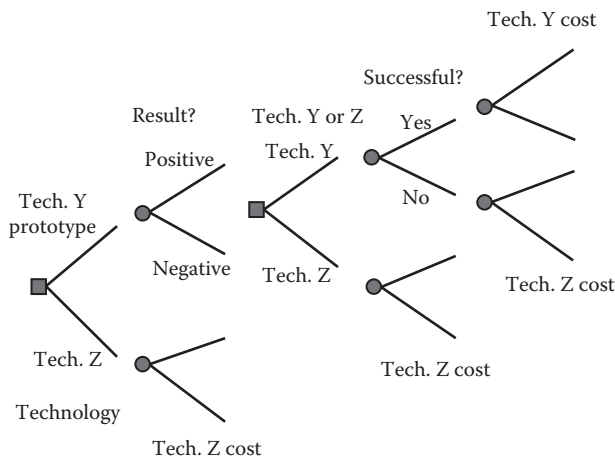 Tech. Y cost
Successful?
Result?
Tech. Y or Z
Yes
Tech. Y
Positive
Tech. Y
prototype
No
Negative
Tech. Z
Tech. Z cost
Tech. Z
Tech. Z cost
Technology
Tech. Z cost